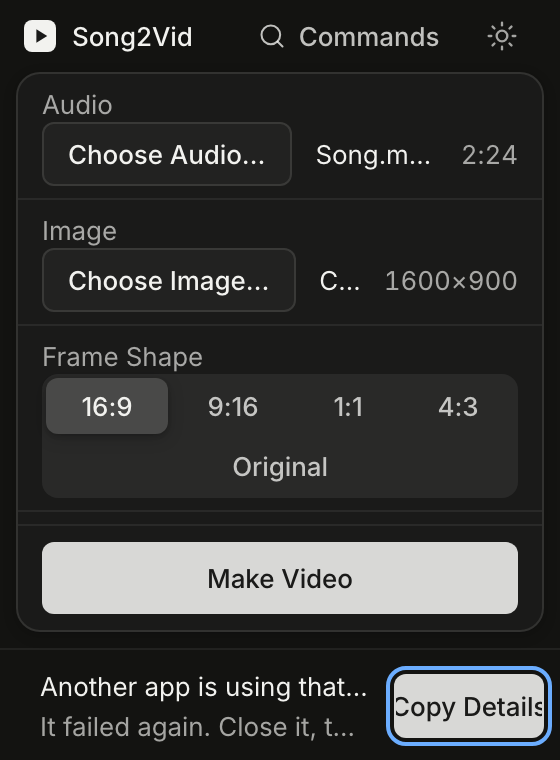 Song2Vid
Commands
Audio
Choose Audio...
Song.m...
2:24
Image
Choose Image...
C...
1600×900
Frame Shape
16:9
9:16
1:1
4:3
Original
Make Video
Another app is using that...
It failed again. Close it, t...
Copy Details